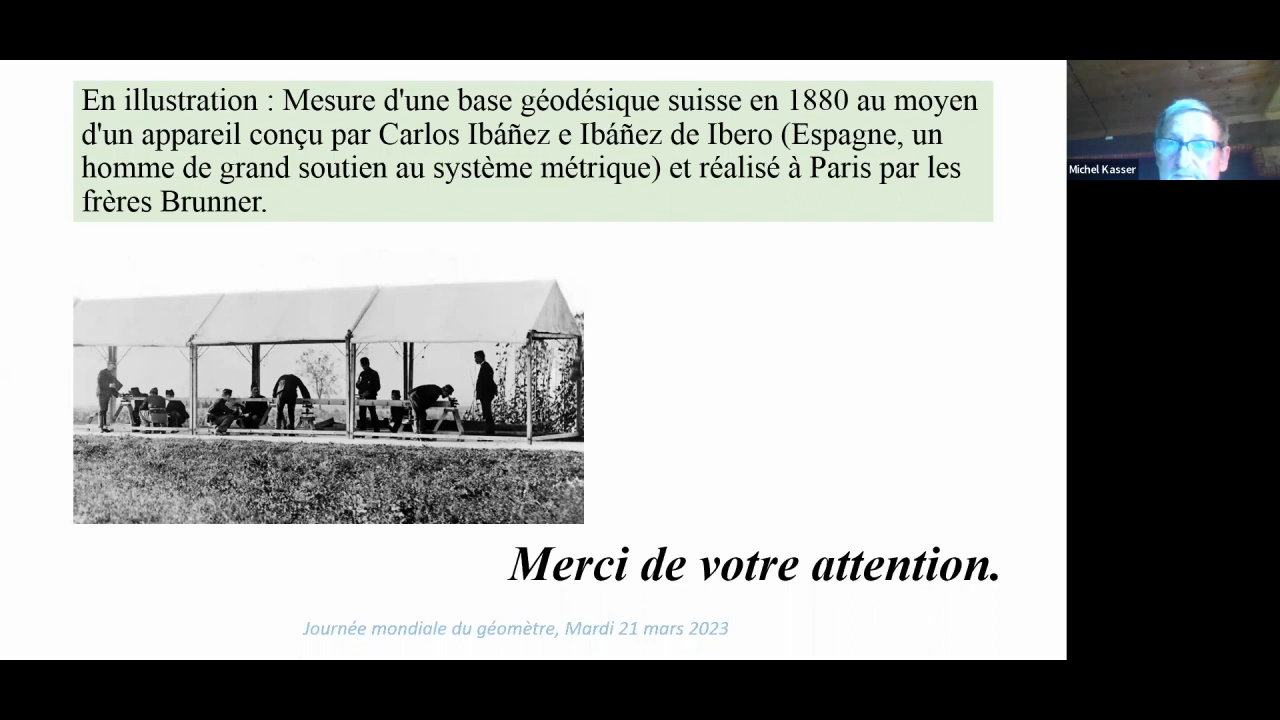 En illustration : Mesure d'une base géodésique suisse en 1880 au moyen
d'un appareil conçu par Carlos Ibáñez e Ibáñez de Ibero (Espagne, un
homme de grand soutien au système métrique) et réalisé à Paris par les
frères Brunner.
Michel Kasser
Merci de votre attention.
Journée mondiale du géomètre, Mardi 21 mars 2023